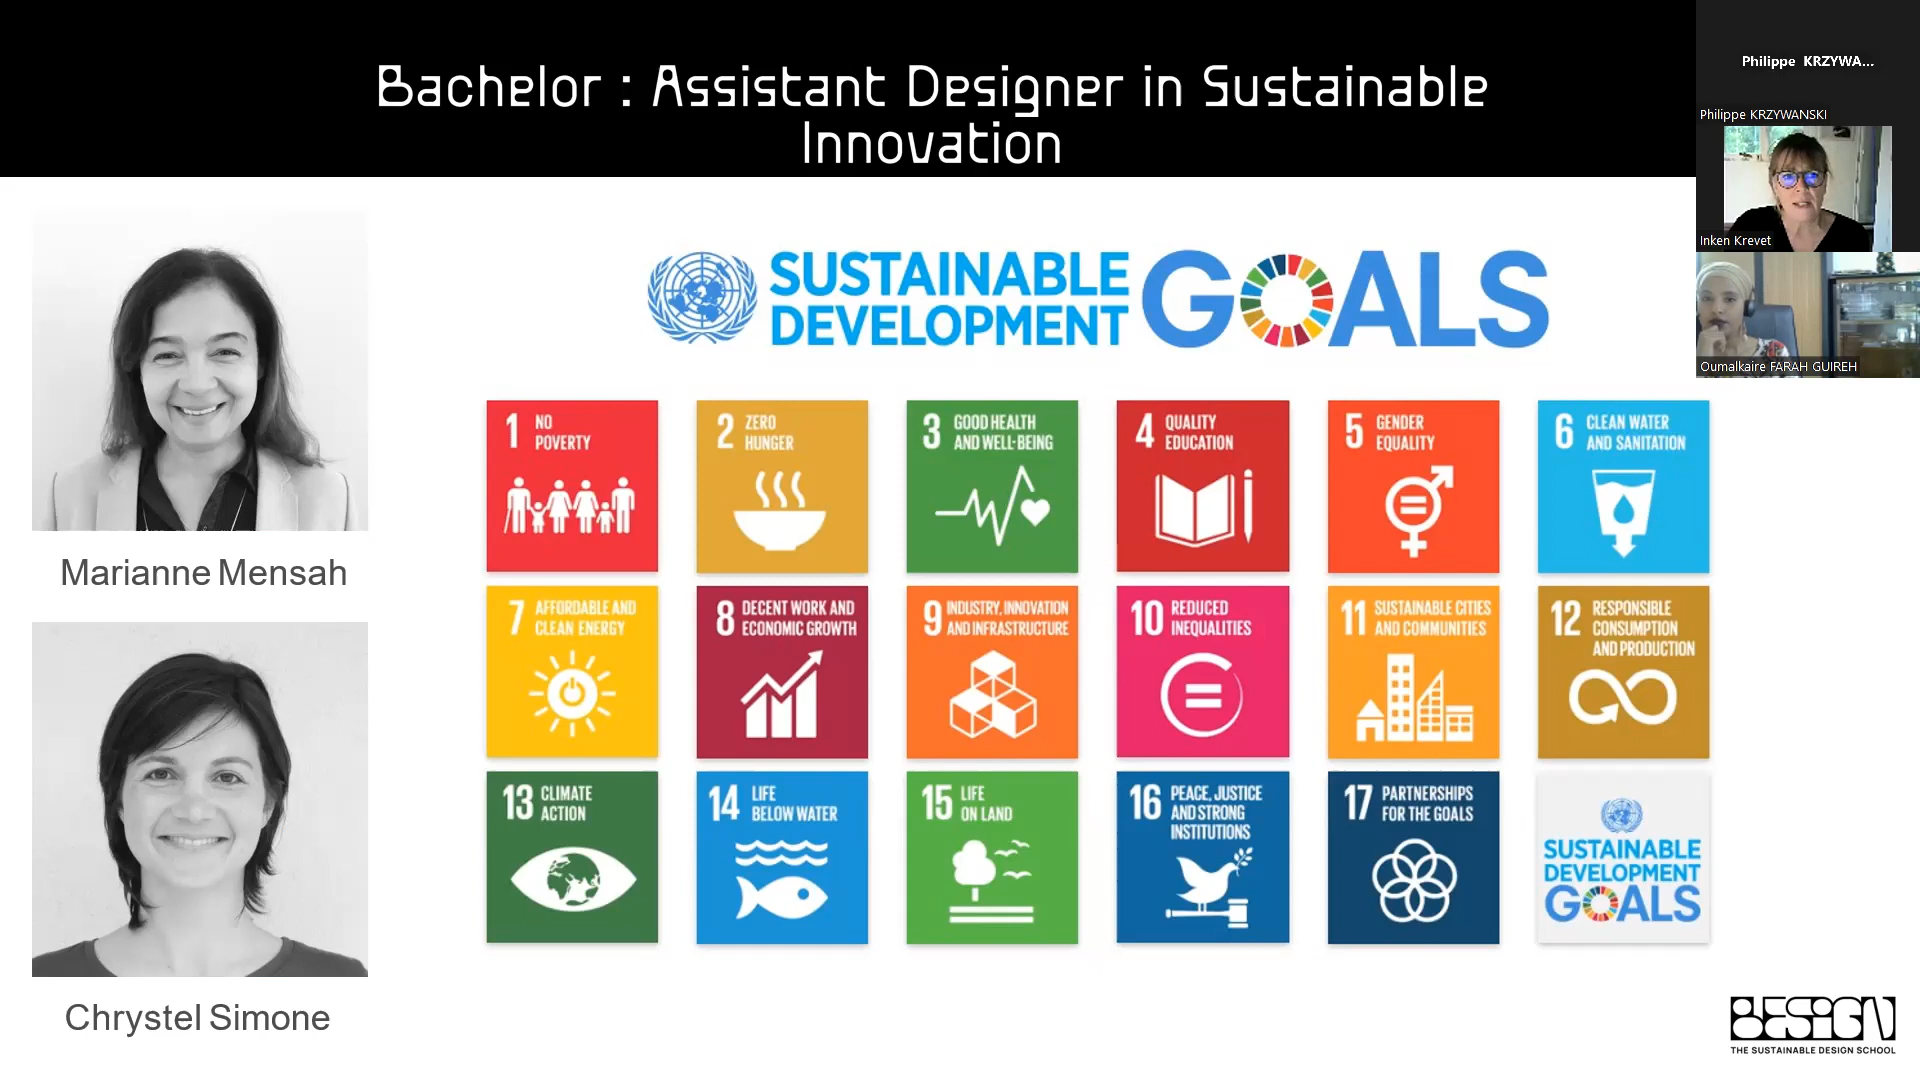 Bachelor : Assistant Designer in Sustainable
Innovation
Philippe KRZYWA...
Philippe KRZYWANSKI
Inken Krevet
Oumalkaire FARAH GUIREH
Marianne Mensah
Chrystel Simone
SUSTAINABLE
DEVELOPMENT
GOALS
1 NO
POVERTY
2 ZERO
HUNGER
3 GOOD HEALTH
AND WELL-BEING
4 QUALITY
EDUCATION
5 GENDER
EQUALITY
6 CLEAN WATER
AND SANITATION
7 AFFORDABLE AND
CLEAN ENERGY
8 DECENT WORK AND
ECONOMIC GROWTH
9 INDUSTRY, INNOVATION
AND INFRASTRUCTURE
10 REDUCED
INEQUALITIES
11 SUSTAINABLE CITIES
AND COMMUNITIES
12 RESPONSIBLE
CONSUMPTION
AND PRODUCTION
13 CLIMATE
ACTION
14 LIFE
BELOW WATER
15 LIFE
ON LAND
16 PEACE, JUSTICE
AND STRONG
INSTITUTIONS
17 PARTNERSHIPS
FOR THE GOALS
SUSTAINABLE
DEVELOPMENT
GOALS
DESIGN
THE SUSTAINABLE DESIGN SCHOOL